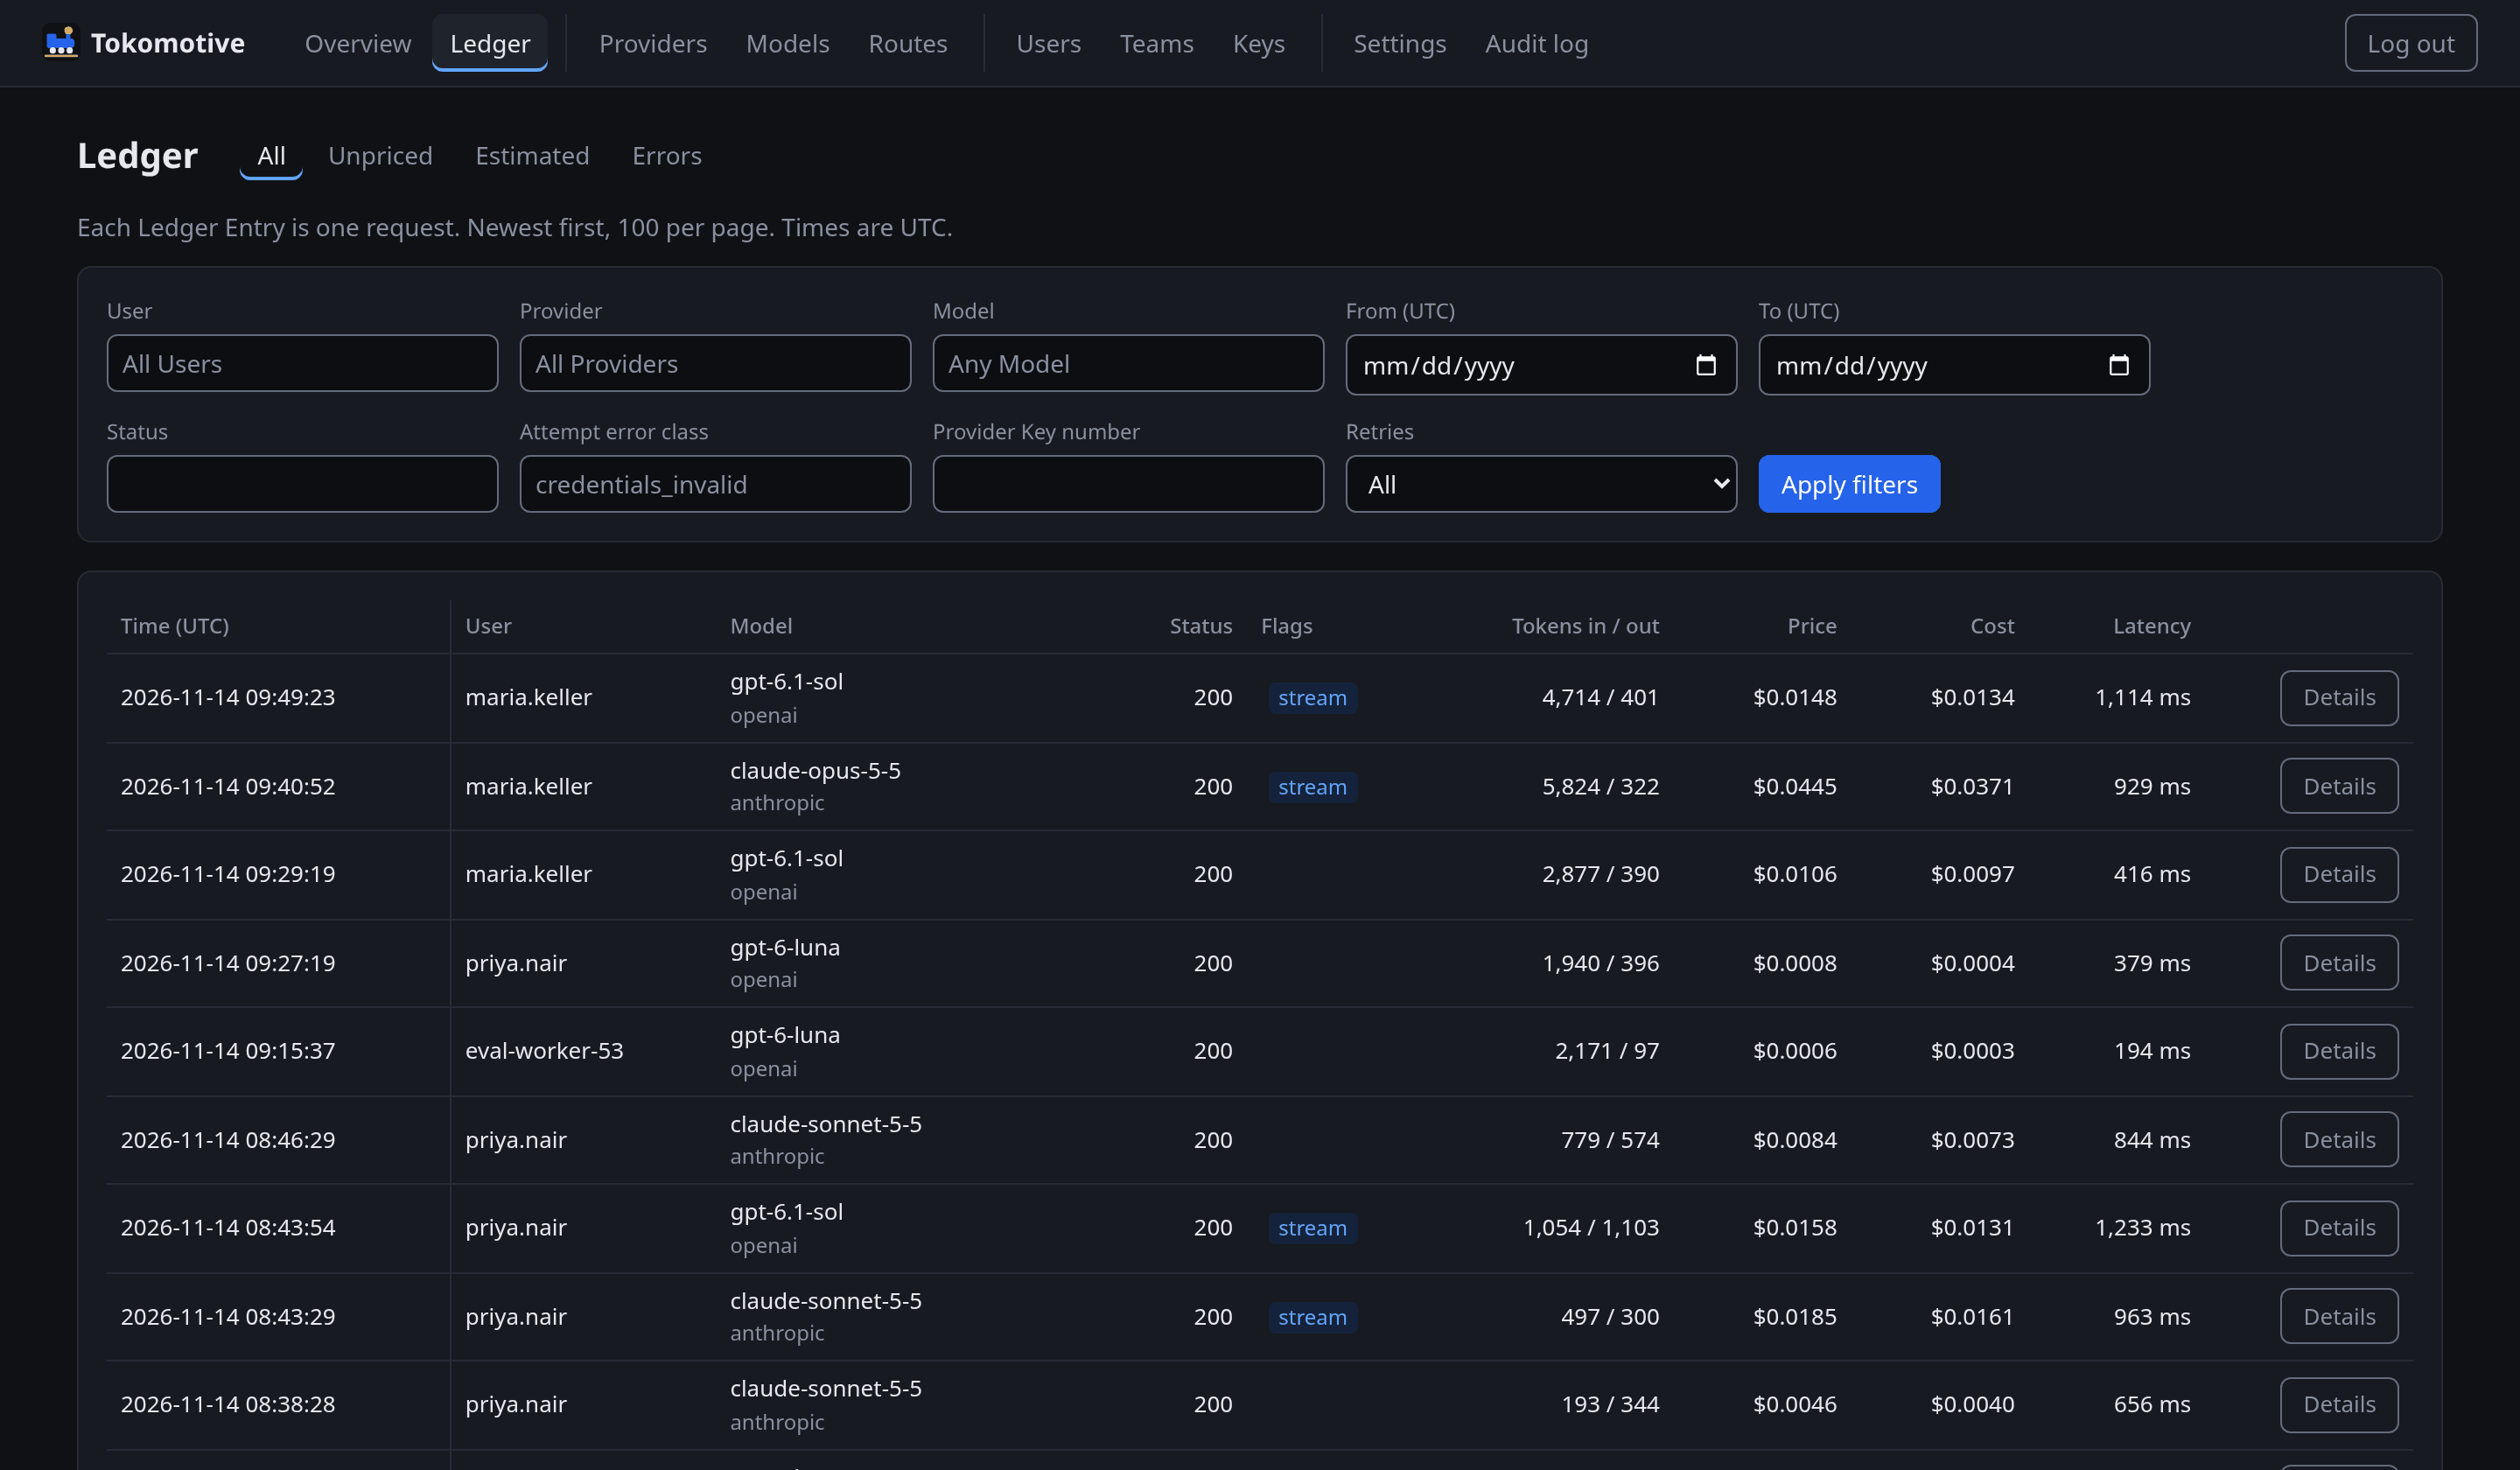 Tokomotive Overview Ledger Providers Models Routes Users Teams Keys Settings Audit log Log out
Ledger All Unpriced Estimated Errors
Each Ledger Entry is one request. Newest first, 100 per page. Times are UTC.
User Provider Model From (UTC) To (UTC)
All Users All Providers Any Model mm/dd/yyyy mm/dd/yyyy
Status Attempt error class Provider Key number Retries
credentials_invalid All Apply filters
Time (UTC) User Model Status Flags Tokens in / out Price Cost Latency
2026-11-14 09:49:23 maria.keller gpt-6.1-sol 200 stream 4,714 / 401 $0.0148 $0.0134 1,114 ms Details
openai
2026-11-14 09:40:52 maria.keller claude-opus-5-5 200 stream 5,824 / 322 $0.0445 $0.0371 929 ms Details
anthropic
2026-11-14 09:29:19 maria.keller gpt-6.1-sol 200 2,877 / 390 $0.0106 $0.0097 416 ms Details
openai
2026-11-14 09:27:19 priya.nair gpt-6-luna 200 1,940 / 396 $0.0008 $0.0004 379 ms Details
openai
2026-11-14 09:15:37 eval-worker-53 gpt-6-luna 200 2,171 / 97 $0.0006 $0.0003 194 ms Details
openai
2026-11-14 08:46:29 priya.nair claude-sonnet-5-5 200 779 / 574 $0.0084 $0.0073 844 ms Details
anthropic
2026-11-14 08:43:54 priya.nair gpt-6.1-sol 200 stream 1,054 / 1,103 $0.0158 $0.0131 1,233 ms Details
openai
2026-11-14 08:43:29 priya.nair claude-sonnet-5-5 200 stream 497 / 300 $0.0185 $0.0161 963 ms Details
anthropic
2026-11-14 08:38:28 priya.nair claude-sonnet-5-5 200 193 / 344 $0.0046 $0.0040 656 ms Details
anthropic